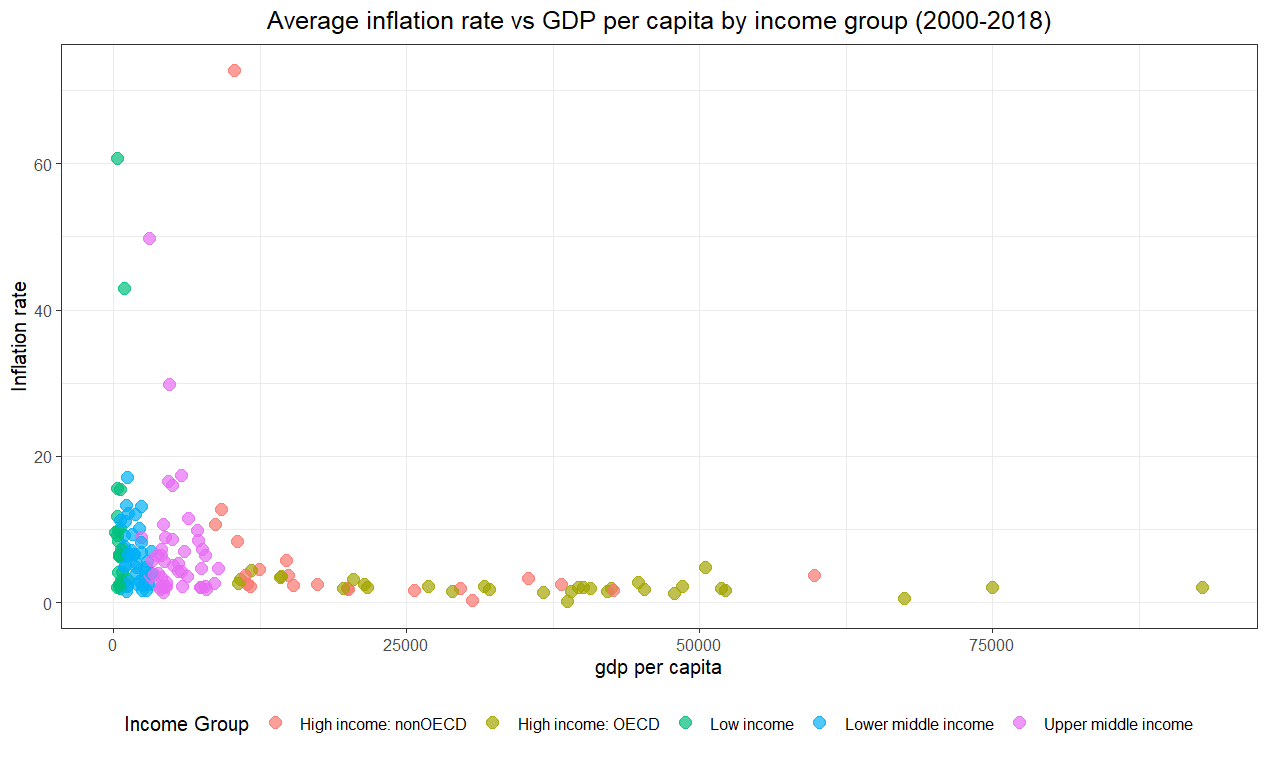 Average inflation rate vs GDP per capita by income group (2000-2018)
60
40
20
0
Inflation rate
0 25000 50000 75000
gdp per capita
Income Group High income: nonOECD High income: OECD Low income Lower middle income Upper middle income